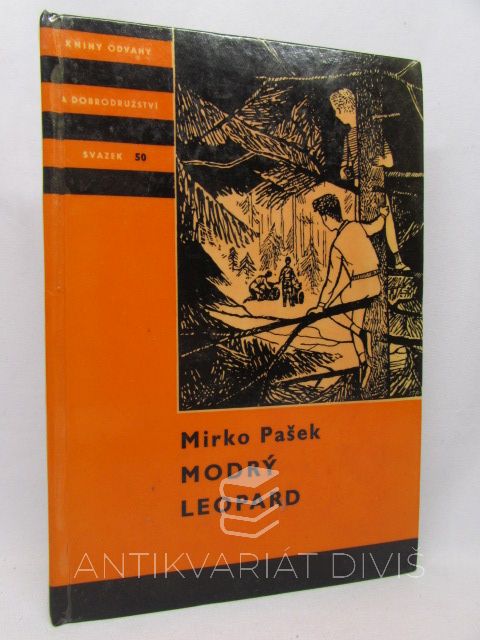 KNIHY ODVAHY
A DOBRODRUŽSTVÍ
SVAZEK 50
Mirko Pašek
MODRÝ
LEOPARD
ANTIKVARIÁT DIVIŠ